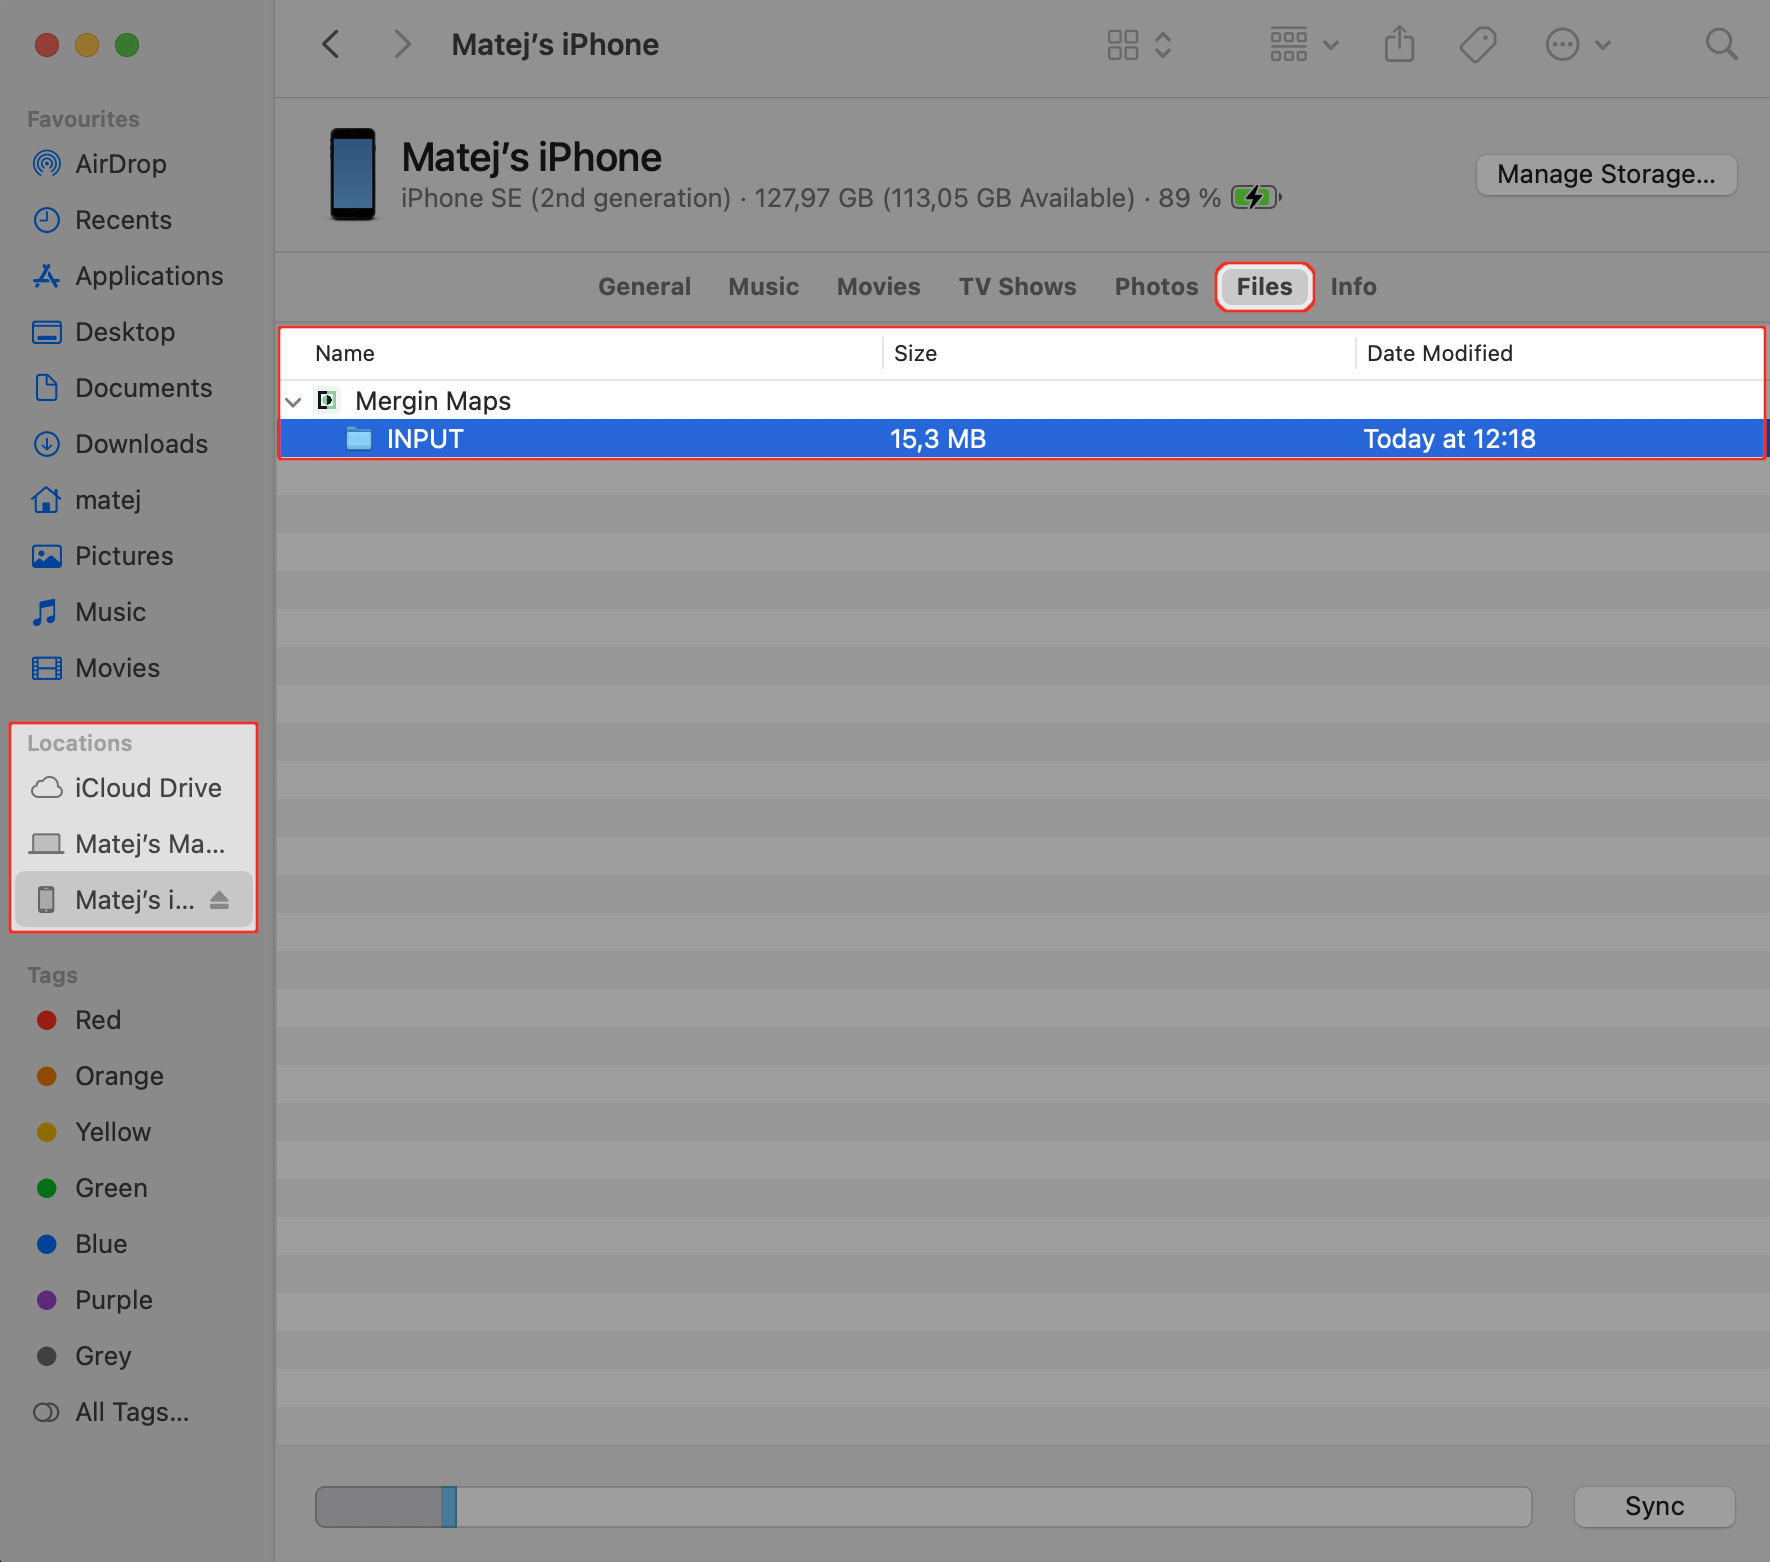 Matej’s iPhone
Favourites
AirDrop
Recents
Applications
Desktop
Documents
Downloads
matej
Pictures
Music
Movies
Locations
iCloud Drive
Matej’s Ma...
Matej’s i...
Tags
Red
Orange
Yellow
Green
Blue
Purple
Grey
All Tags...
Matej’s iPhone
iPhone SE (2nd generation) · 127,97 GB (113,05 GB Available) · 89 %
Manage Storage...
General Music Movies TV Shows Photos Files Info
Name Size Date Modified
Mergin Maps
INPUT 15,3 MB Today at 12:18
Sync